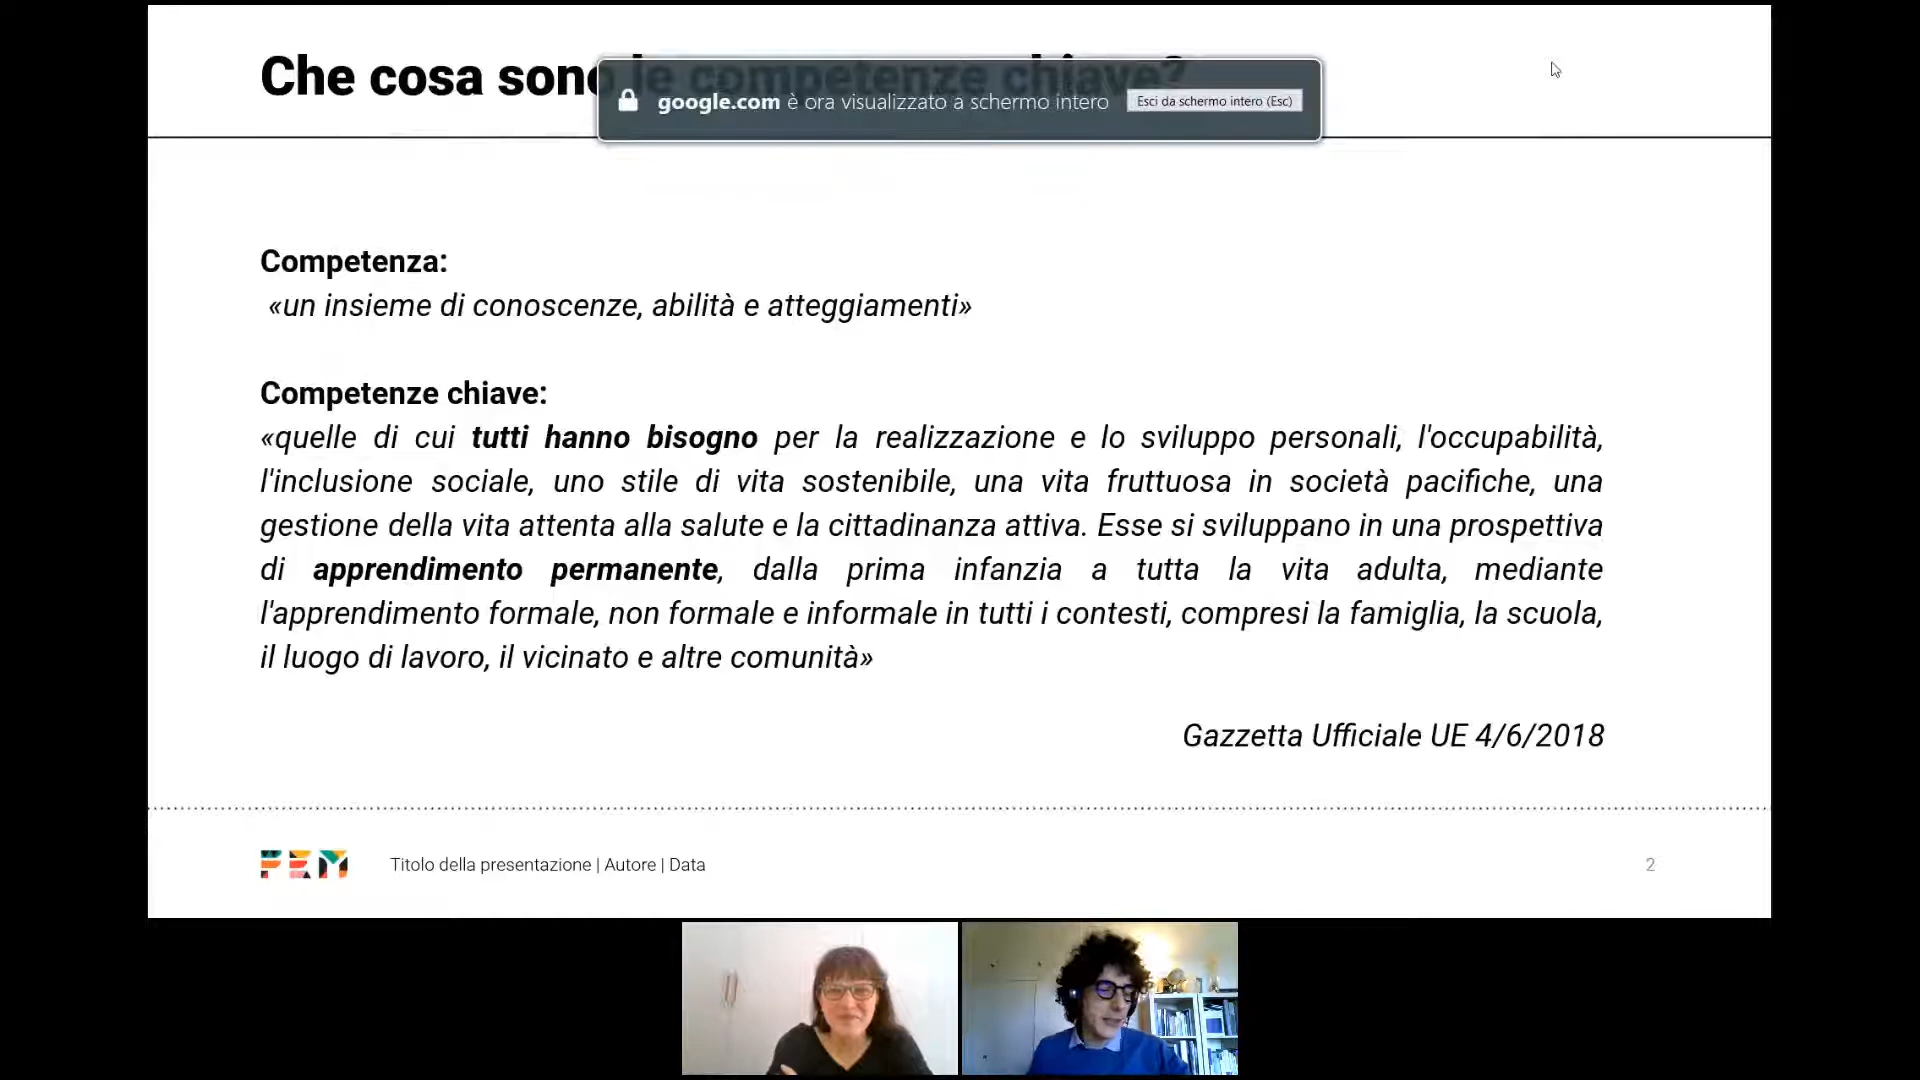 Che cosa sono le competenze chiave?
google.com è ora visualizzato a schermo intero
Esci da schermo intero (Esc)
Competenza:
«un insieme di conoscenze, abilità e atteggiamenti»
Competenze chiave:
«quelle di cui tutti hanno bisogno per la realizzazione e lo sviluppo personali, l'occupabilità,
l'inclusione sociale, uno stile di vita sostenibile, una vita fruttuosa in società pacifiche, una
gestione della vita attenta alla salute e la cittadinanza attiva. Esse si sviluppano in una prospettiva
di apprendimento permanente, dalla prima infanzia a tutta la vita adulta, mediante
l'apprendimento formale, non formale e informale in tutti i contesti, compresi la famiglia, la scuola,
il luogo di lavoro, il vicinato e altre comunità»
Gazzetta Ufficiale UE 4/6/2018
FEM
Titolo della presentazione | Autore | Data
2